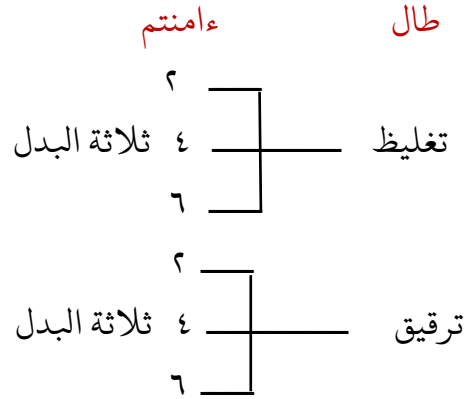 طال ءامنتم
٢
تغليظ ٤ ثلاثة البدل
٦
٢
ترقيق ٤ ثلاثة البدل
٦